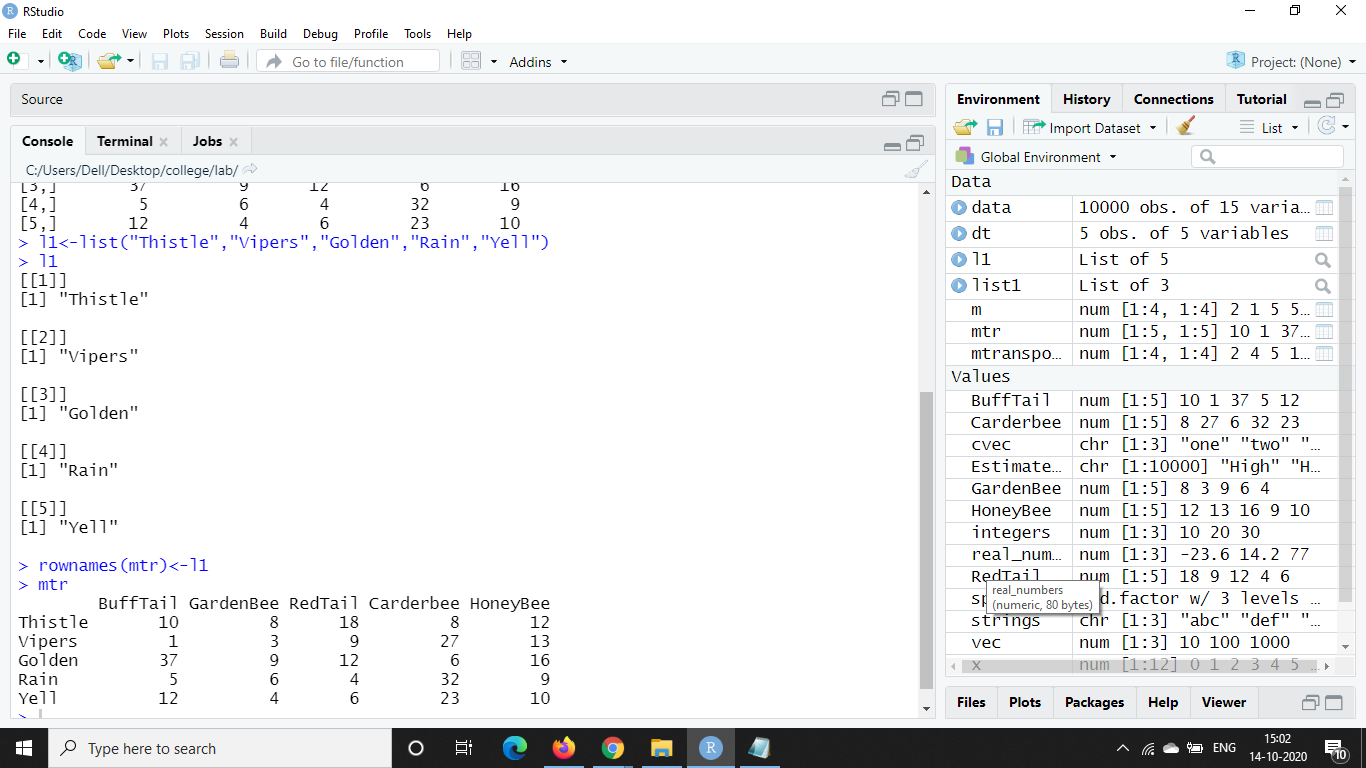 RStudio
File Edit Code View Plots Session Build Debug Profile Tools Help
Go to file/function Addins Project: (None)
Source
Console Terminal Jobs
C:/Users/Dell/Desktop/college/lab/
[3,] 37 9 12 6 16
[4,] 5 6 4 32 9
[5,] 12 4 6 23 10
> l1<-list("Thistle","Vipers","Golden","Rain","Yell")
> l1
[[1]]
[1] "Thistle"
[[2]]
[1] "Vipers"
[[3]]
[1] "Golden"
[[4]]
[1] "Rain"
[[5]]
[1] "Yell"
> rownames(mtr)<-l1
> mtr
BuffTail GardenBee RedTail Carderbee HoneyBee
Thistle 10 8 18 8 12
Vipers 1 3 9 27 13
Golden 37 9 12 6 16
Rain 5 6 4 32 9
Yell 12 4 6 23 10
>
Environment History Connections Tutorial
Import Dataset List
Global Environment
Data
data 10000 obs. of 15 varia…
dt 5 obs. of 5 variables
l1 List of 5
list1 List of 3
m num [1:4, 1:4] 2 1 5 5…
mtr num [1:5, 1:5] 10 1 37…
mtranspo… num [1:4, 1:4] 2 4 5 1…
Values
BuffTail num [1:5] 10 1 37 5 12
Carderbee num [1:5] 8 27 6 32 23
cvec chr [1:3] "one" "two" "…
Estimate… chr [1:10000] "High" "H…
GardenBee num [1:5] 8 3 9 6 4
HoneyBee num [1:5] 12 13 16 9 10
integers num [1:3] 10 20 30
real_num… num [1:3] -23.6 14.2 77
RedTail num [1:5] 18 9 12 4 6
real_numbers
(numeric, 80 bytes)
d.factor w/ 3 levels …
strings chr [1:3] "abc" "def" "…
vec num [1:3] 10 100 1000
x num [1:12] 0 1 2 3 4 5 …
Files Plots Packages Help Viewer
Type here to search
ENG
15:02
14-10-2020
10